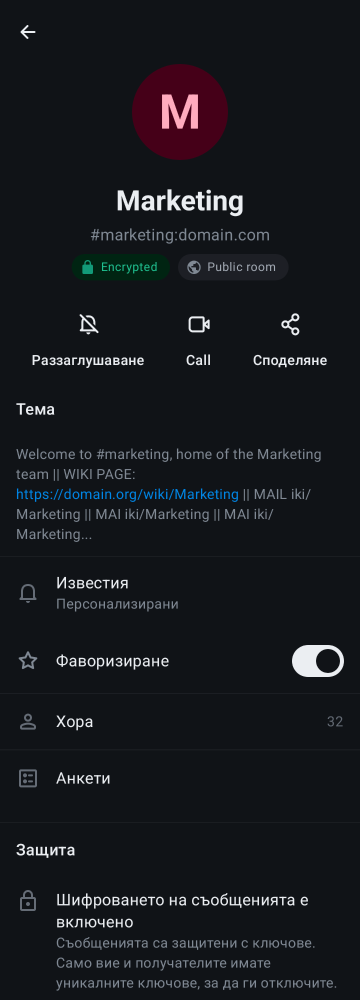 M
Marketing
#marketing:domain.com
Encrypted
Public room
Раззаглушаване
Call
Споделяне
Тема
Welcome to #marketing, home of the Marketing
team || WIKI PAGE:
https://domain.org/wiki/Marketing || MAIL iki/
Marketing || MAI iki/Marketing || MAI iki/
Marketing...
Известия
Персонализирани
Фаворизиране
Хора
32
Анкети
Защита
Шифроването на съобщенията е
включено
Съобщенията са защитени с ключове.
Само вие и получателите имате
уникалните ключове, за да ги отключите.